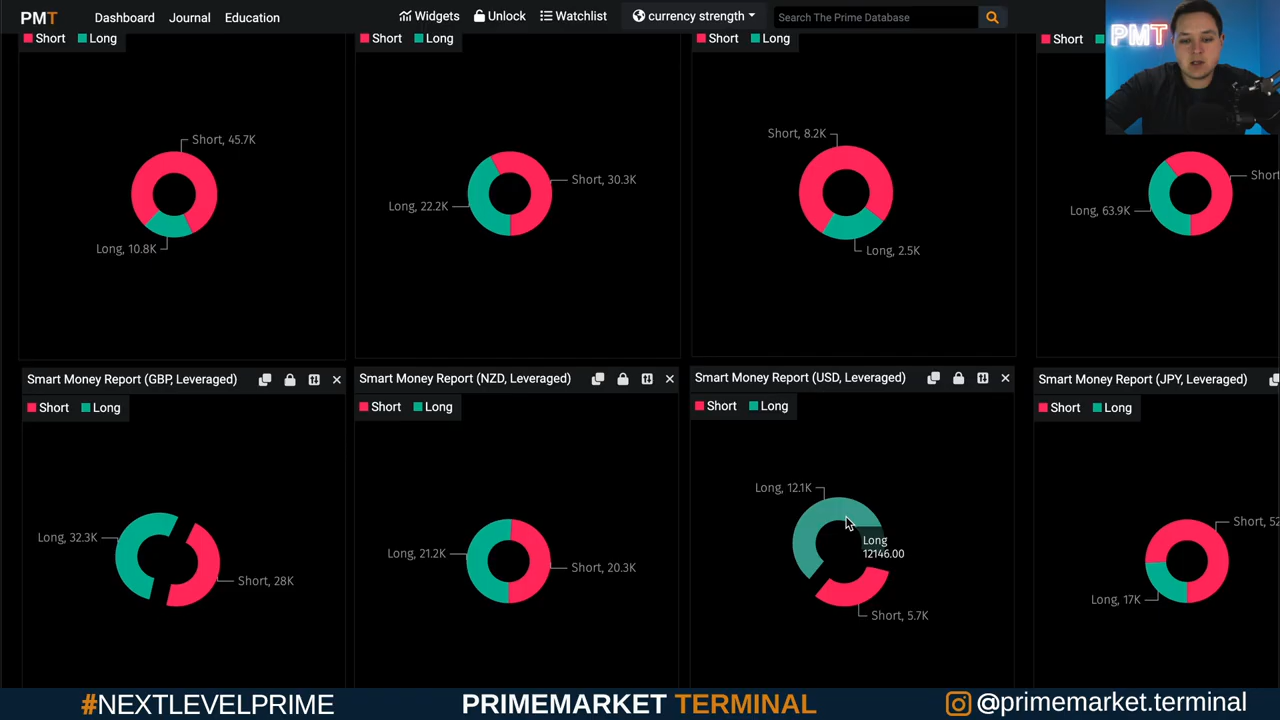 PMT Dashboard Journal Education Widgets Unlock Watchlist currency strength Search The Prime Database
PMT
Short Long
Short Long
Short Long
Short
Short, 45.7K
Long, 10.8K
Short, 30.3K
Long, 22.2K
Short, 8.2K
Long, 2.5K
Short
Long, 63.9K
Smart Money Report (GBP, Leveraged)
Smart Money Report (NZD, Leveraged)
Smart Money Report (USD, Leveraged)
Smart Money Report (JPY, Leveraged)
Short Long
Short Long
Short Long
Short Long
Long, 32.3K
Short, 28K
Long, 21.2K
Short, 20.3K
Long, 12.1K
Long
12146.00
Short, 5.7K
Short, 52
Long, 17K
#NEXTLEVELPRIME PRIMEMARKET TERMINAL @primemarket.terminal